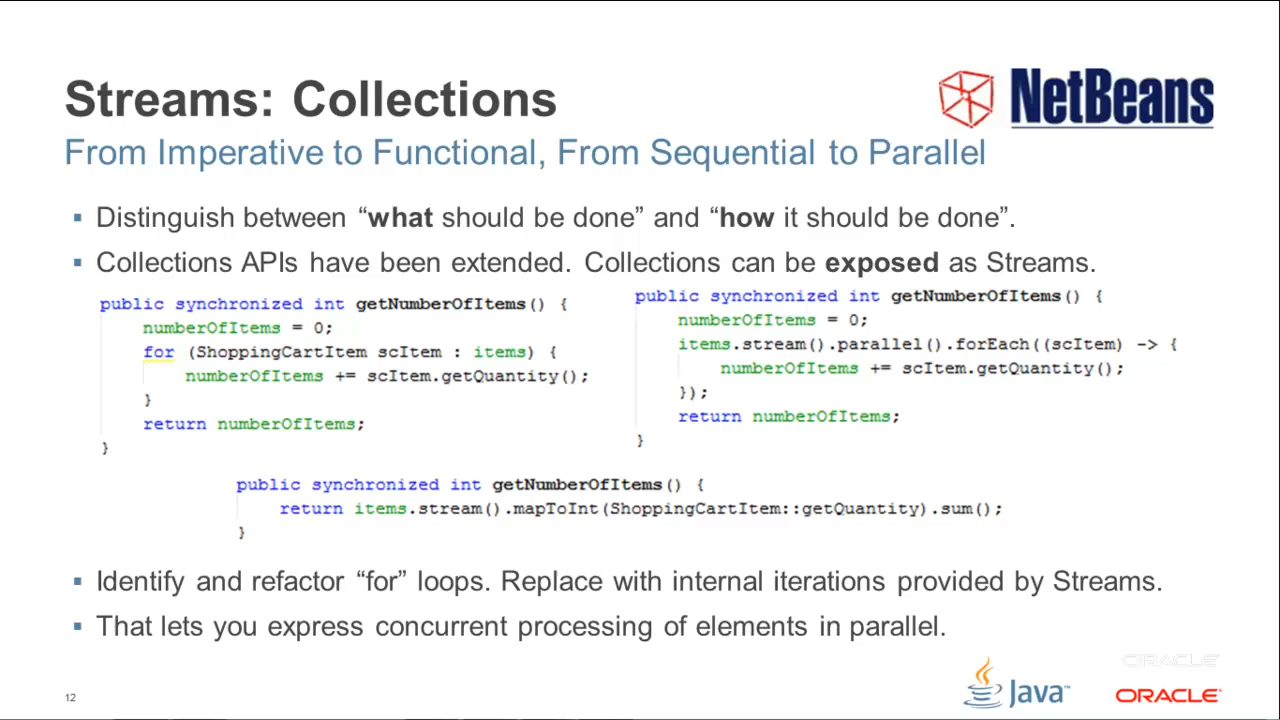 Streams: Collections
NetBeans
From Imperative to Functional, From Sequential to Parallel
▪ Distinguish between “what should be done” and “how it should be done”.
▪ Collections APIs have been extended. Collections can be exposed as Streams.
public synchronized int getNumberOfItems() {
    numberOfItems = 0;
    for (ShoppingCartItem scItem : items) {
        numberOfItems += scItem.getQuantity();
    }
    return numberOfItems;
}
public synchronized int getNumberOfItems() {
    numberOfItems = 0;
    items.stream().parallel().forEach((scItem) -> {
        numberOfItems += scItem.getQuantity();
    });
    return numberOfItems;
}
public synchronized int getNumberOfItems() {
    return items.stream().mapToInt(ShoppingCartItem::getQuantity).sum();
}
▪ Identify and refactor “for” loops. Replace with internal iterations provided by Streams.
▪ That lets you express concurrent processing of elements in parallel.
ORACLE
12
Java™
ORACLE®